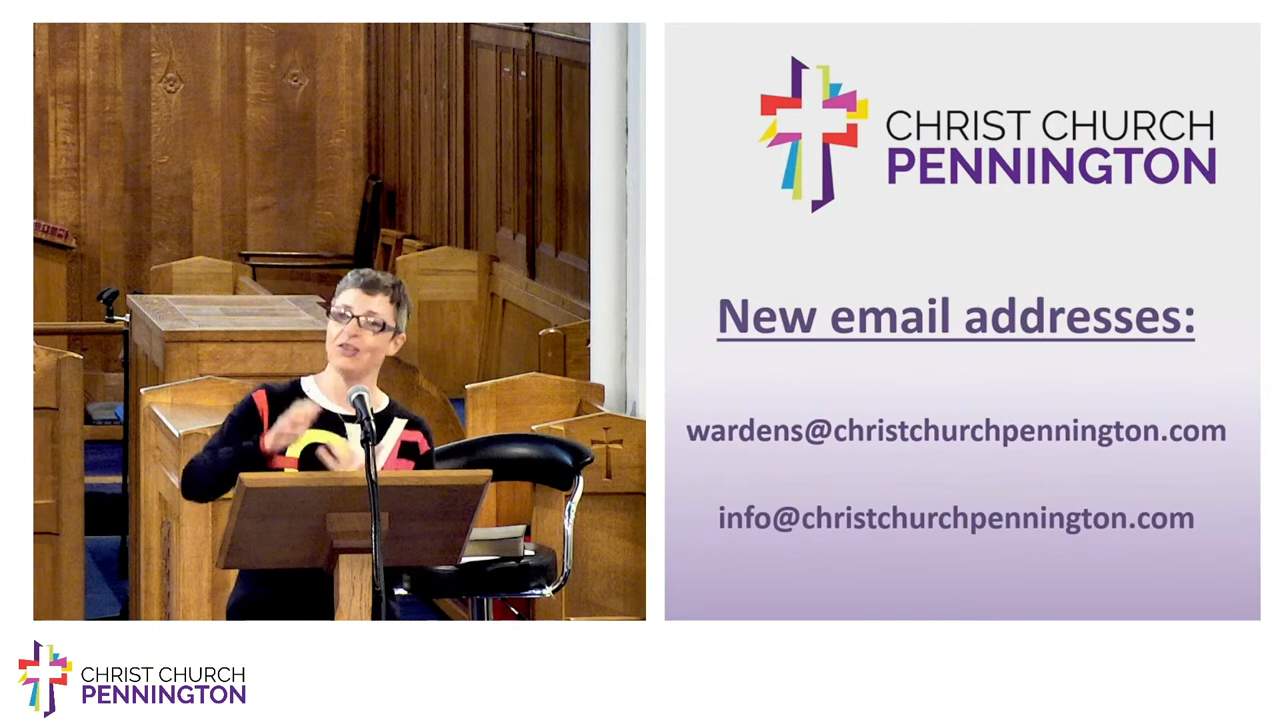 CHRIST CHURCH
PENNINGTON
New email addresses:
wardens@christchurchpennington.com
info@christchurchpennington.com
CHRIST CHURCH
PENNINGTON